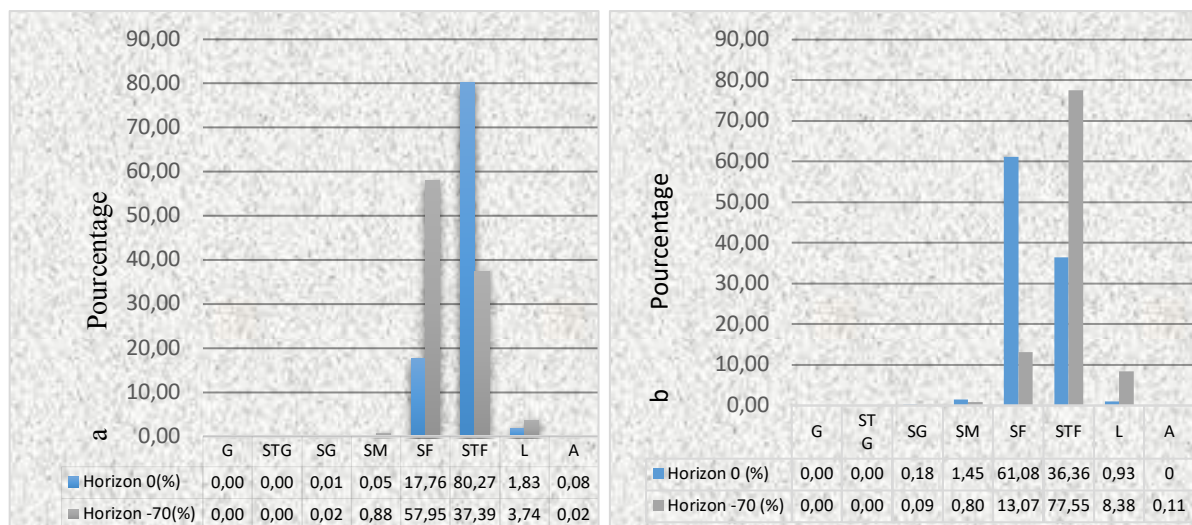 90,00
80,00
70,00
60,00
50,00
40,00
30,00
20,00
10,00
0,00
Pourcentage
a
G STG SG SM SF STF L A
Horizon 0(%) 0,00 0,00 0,01 0,05 17,76 80,27 1,83 0,08
Horizon -70(%) 0,00 0,00 0,02 0,88 57,95 37,39 3,74 0,02
90,00
80,00
70,00
60,00
50,00
40,00
30,00
20,00
10,00
0,00
Pourcentage
b
G ST G SG SM SF STF L A
Horizon 0 (%) 0,00 0,00 0,18 1,45 61,08 36,36 0,93 0
Horizon -70 (%) 0,00 0,00 0,09 0,80 13,07 77,55 8,38 0,11